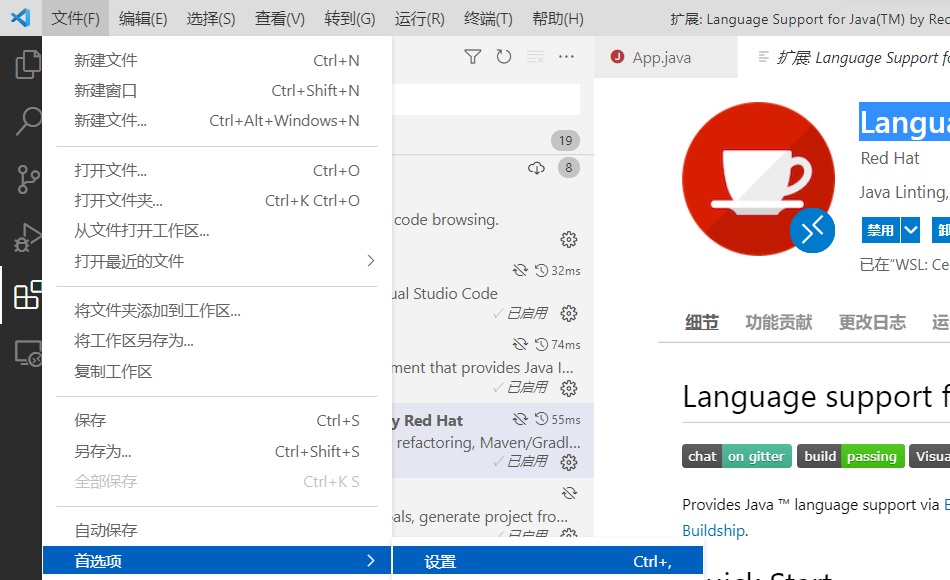 文件(F) 编辑(E) 选择(S) 查看(V) 转到(G) 运行(R) 终端(T) 帮助(H) 扩展: Language Support for Java(TM) by Rec
新建文件 Ctrl+N
新建窗口 Ctrl+Shift+N
新建文件... Ctrl+Alt+Windows+N
打开文件... Ctrl+O
打开文件夹... Ctrl+K Ctrl+O
从文件打开工作区...
打开最近的文件
将文件夹添加到工作区...
将工作区另存为...
复制工作区
保存 Ctrl+S
另存为... Ctrl+Shift+S
全部保存 Ctrl+K S
自动保存
首选项
设置 Ctrl+,
19
8
code browsing.
32ms
ual Studio Code
已启用
74ms
ment that provides Java I...
已启用
y Red Hat 55ms
refactoring, Maven/Gradl...
已启用
als, generate project fro...
已启用
J App.java
扩展: Language Support fo
Langua
Red Hat
Java Linting,
禁用
已在"WSL: Ce
细节 功能贡献 更改日志 运
Language support f
chat on gitter build passing Visua
Provides Java ™ language support via E
Buildship.
uick Start